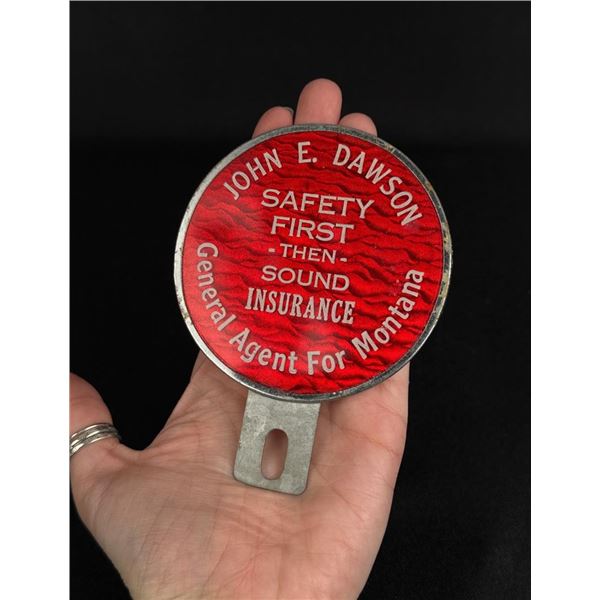 JOHN E. DAWSON
SAFETY
FIRST
-THEN-
SOUND
INSURANCE
General Agent For Montana